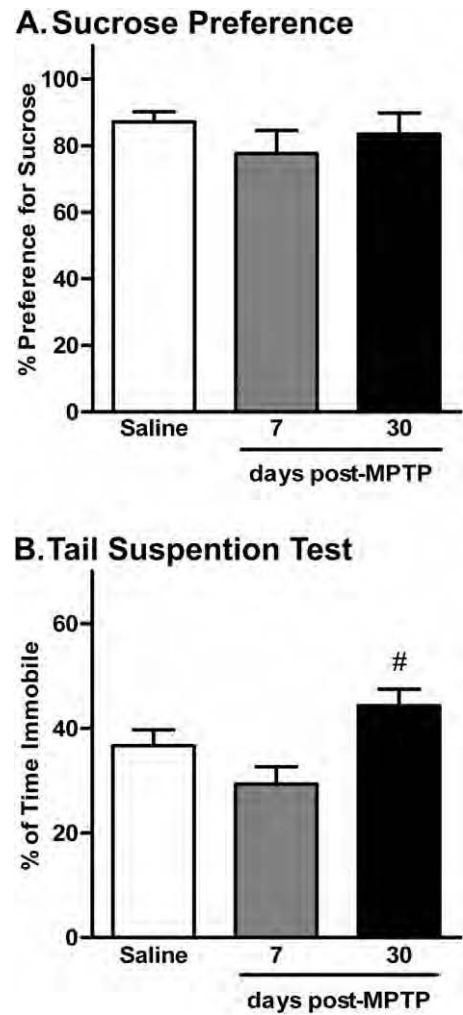 A. Sucrose Preference
% Preference for Sucrose
100
80
60
40
20
0
Saline 7 30
days post-MPTP
B. Tail Suspention Test
% of Time Immobile
60
40
20
0
#
Saline 7 30
days post-MPTP